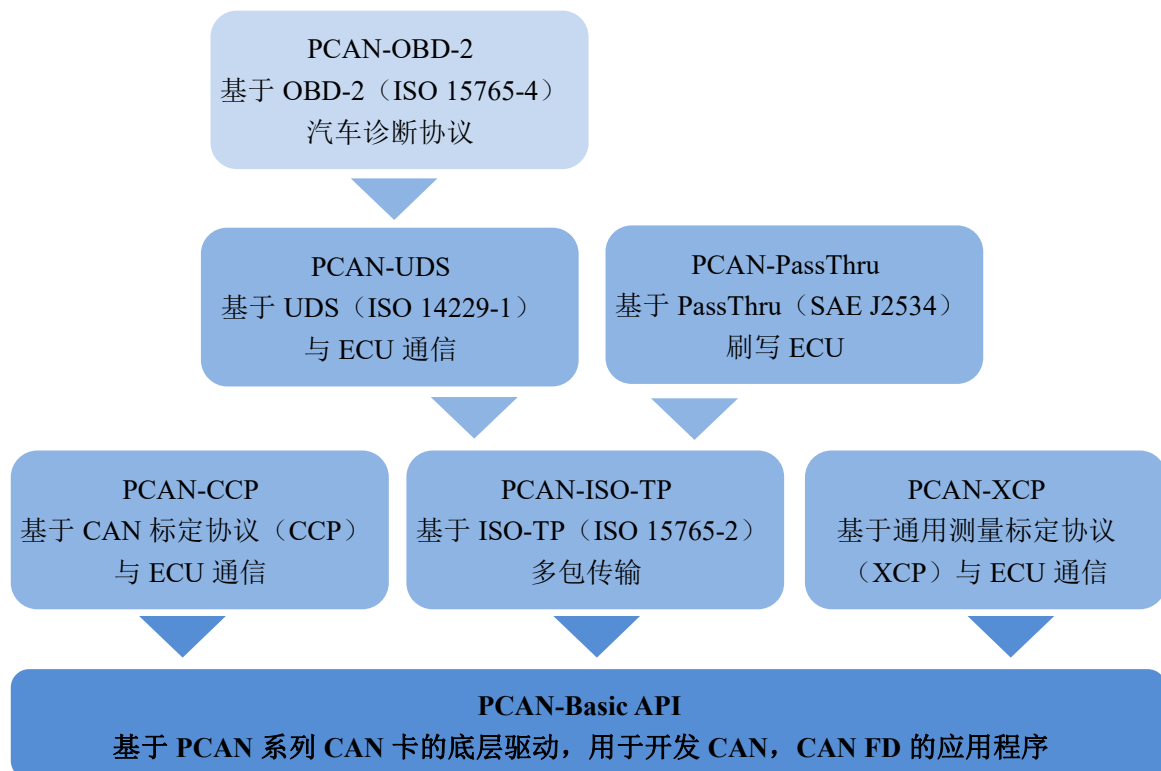 PCAN-OBD-2
基于 OBD-2（ISO 15765-4）
汽车诊断协议
PCAN-UDS
基于 UDS（ISO 14229-1）
与 ECU 通信
PCAN-PassThru
基于 PassThru（SAE J2534）
刷写 ECU
PCAN-CCP
基于 CAN 标定协议（CCP）
与 ECU 通信
PCAN-ISO-TP
基于 ISO-TP（ISO 15765-2）
多包传输
PCAN-XCP
基于通用测量标定协议
（XCP）与 ECU 通信
PCAN-Basic API
基于 PCAN 系列 CAN 卡的底层驱动，用于开发 CAN，CAN FD 的应用程序